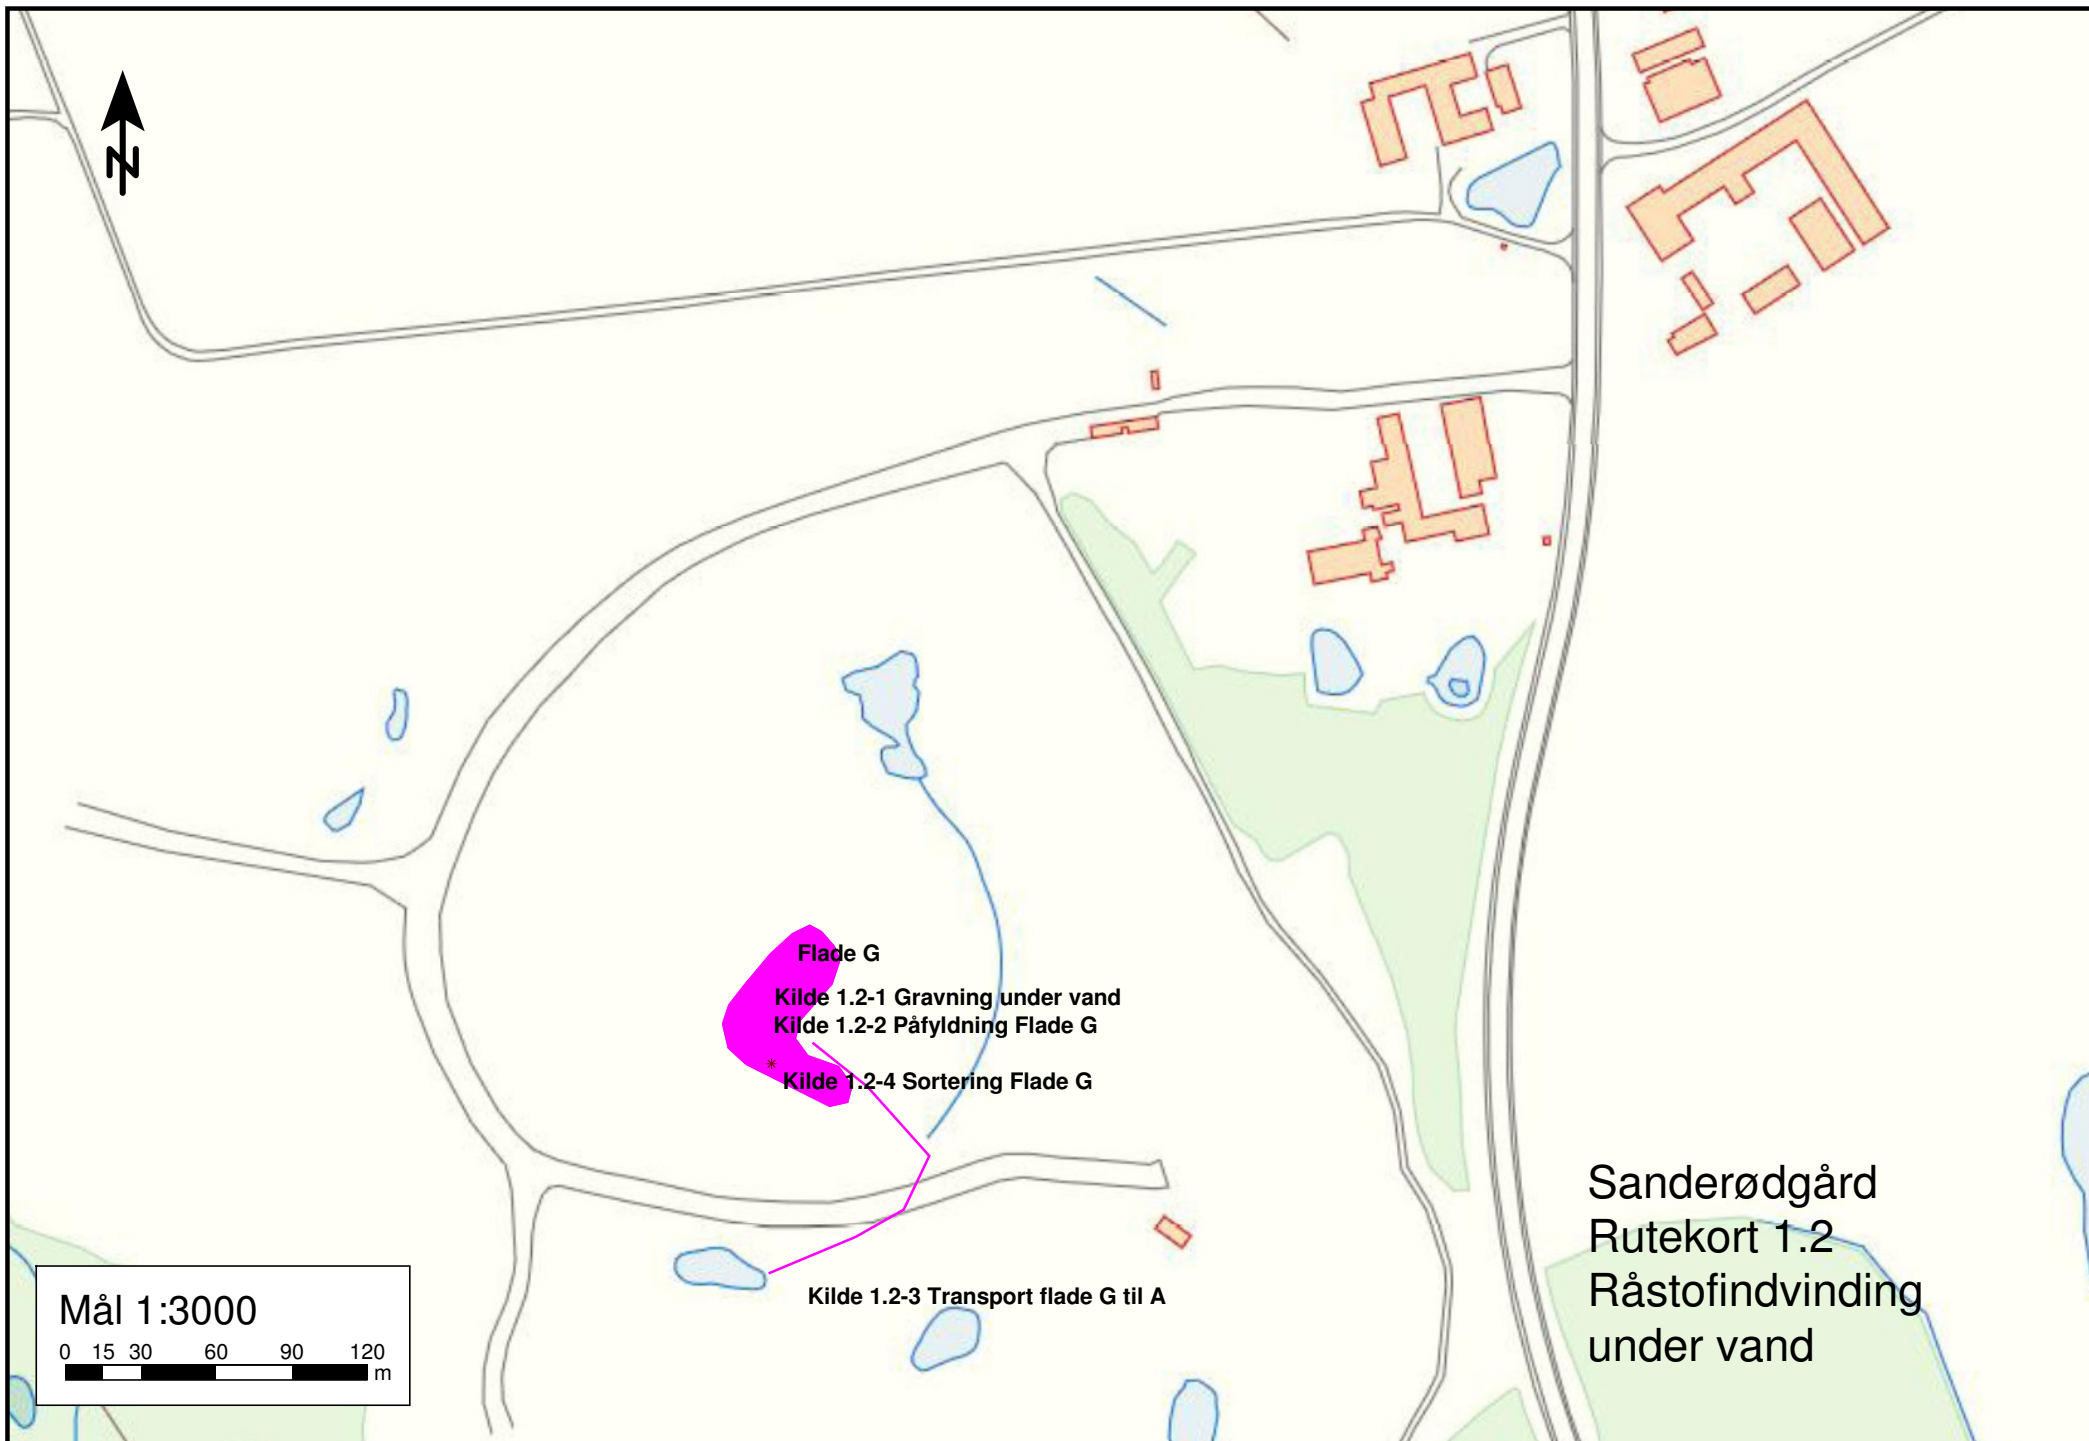 N
Flade G
Kilde 1.2-1 Gravning under vand
Kilde 1.2-2 Påfyldning Flade G
Kilde 1.2-4 Sortering Flade G
Kilde 1.2-3 Transport flade G til A
Sanderødgård
Rutekort 1.2
Råstofindvinding
under vand
Mål 1:3000
0 15 30 60 90 120
m